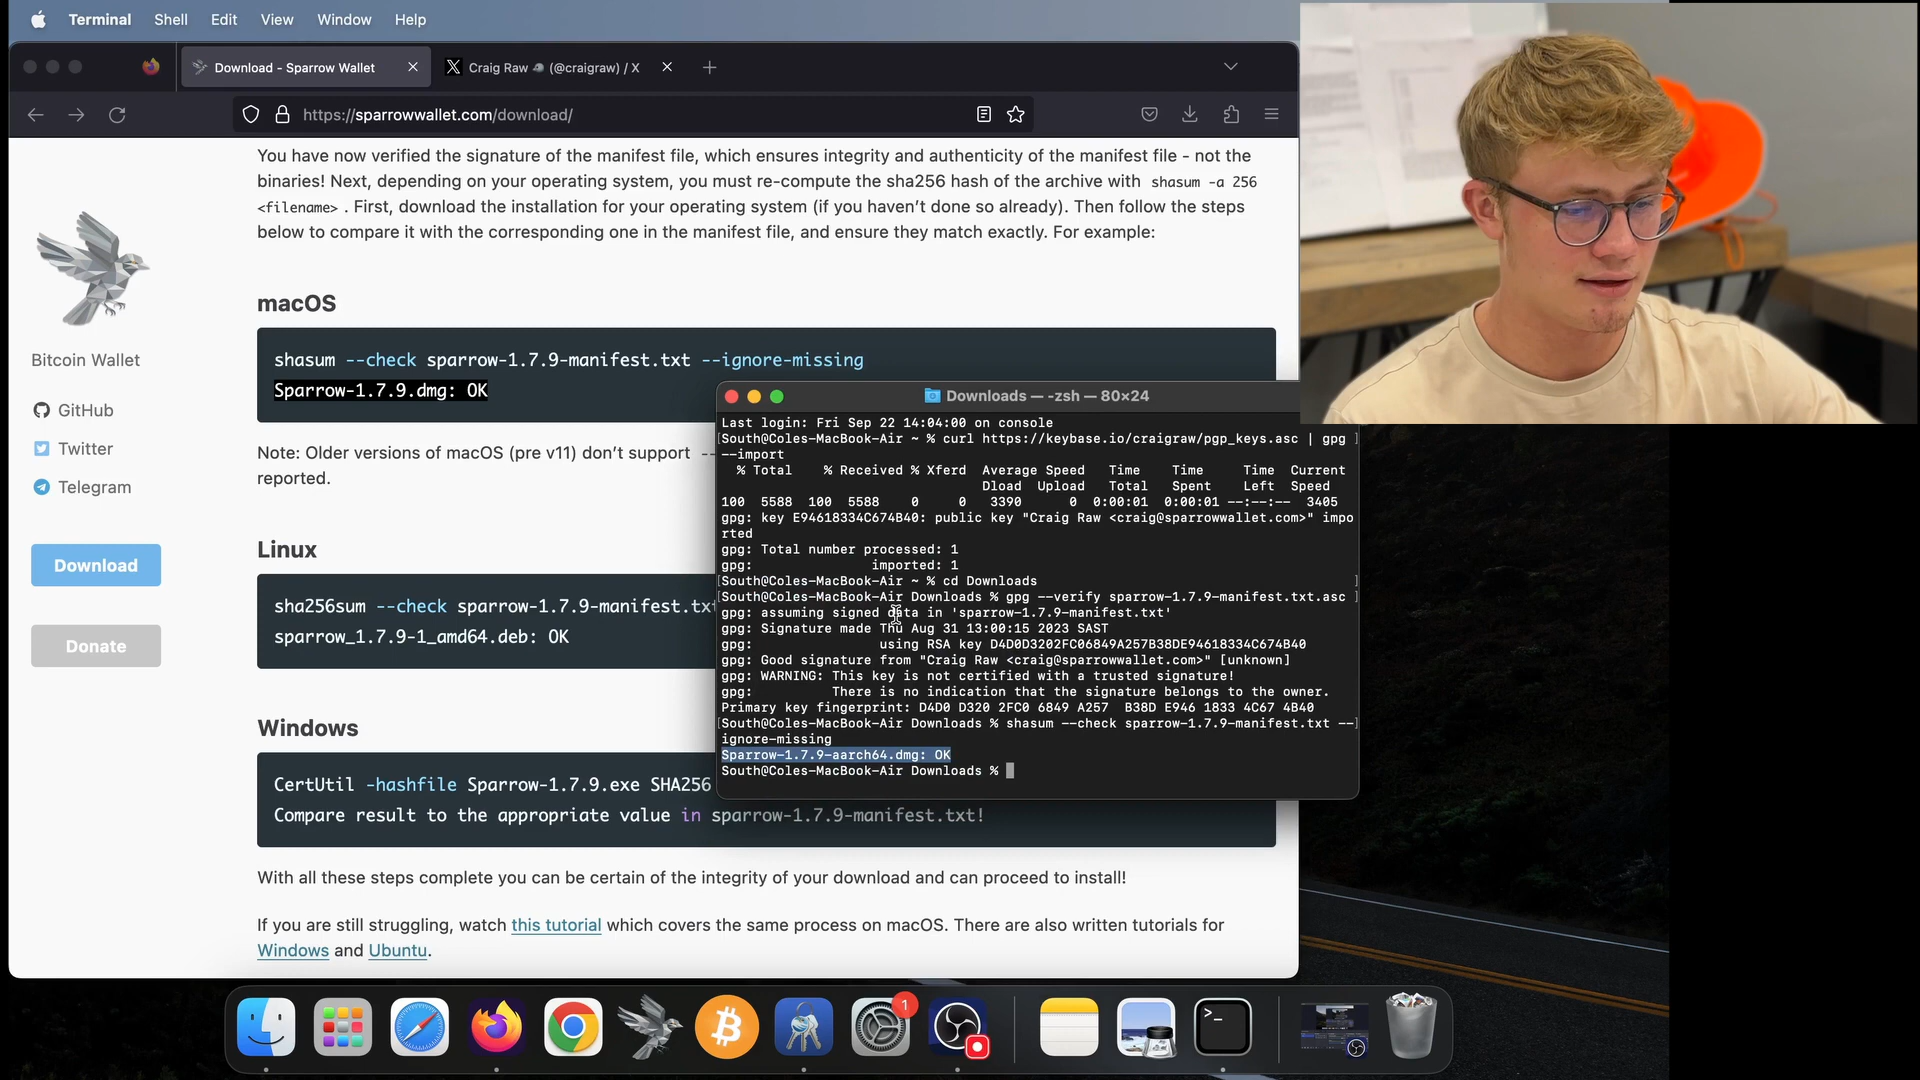 Terminal Shell Edit View Window Help
Download - Sparrow Wallet
Craig Raw (@craigraw) / X
https://sparrowwallet.com/download/
You have now verified the signature of the manifest file, which ensures integrity and authenticity of the manifest file - not the
binaries! Next, depending on your operating system, you must re-compute the sha256 hash of the archive with shasum -a 256
<filename> . First, download the installation for your operating system (if you haven't done so already). Then follow the steps
below to compare it with the corresponding one in the manifest file, and ensure they match exactly. For example:
Bitcoin Wallet
GitHub
Twitter
Telegram
Download
Donate
macOS
shasum --check sparrow-1.7.9-manifest.txt --ignore-missing
Sparrow-1.7.9.dmg: OK
Note: Older versions of macOS (pre v11) don't support --
reported.
Linux
sha256sum --check sparrow-1.7.9-manifest.txt
sparrow_1.7.9-1_amd64.deb: OK
Windows
CertUtil -hashfile Sparrow-1.7.9.exe SHA256
Compare result to the appropriate value in sparrow-1.7.9-manifest.txt!
With all these steps complete you can be certain of the integrity of your download and can proceed to install!
If you are still struggling, watch this tutorial which covers the same process on macOS. There are also written tutorials for
Windows and Ubuntu.
Downloads — -zsh — 80×24
Last login: Fri Sep 22 14:04:00 on console
[South@Coles-MacBook-Air ~ % curl https://keybase.io/craigraw/pgp_keys.asc | gpg ]
--import
% Total % Received % Xferd Average Speed Time Time Time Current
Dload Upload Total Spent Left Speed
100 5588 100 5588 0 0 3390 0 0:00:01 0:00:01 --:--:-- 3405
gpg: key E94618334C674B40: public key "Craig Raw <craig@sparrowwallet.com>" impo
rted
gpg: Total number processed: 1
gpg: imported: 1
[South@Coles-MacBook-Air ~ % cd Downloads ]
[South@Coles-MacBook-Air Downloads % gpg --verify sparrow-1.7.9-manifest.txt.asc ]
gpg: assuming signed data in 'sparrow-1.7.9-manifest.txt'
gpg: Signature made Thu Aug 31 13:00:15 2023 SAST
gpg: using RSA key D4D0D3202FC06849A257B38DE94618334C674B40
gpg: Good signature from "Craig Raw <craig@sparrowwallet.com>" [unknown]
gpg: WARNING: This key is not certified with a trusted signature!
gpg: There is no indication that the signature belongs to the owner.
Primary key fingerprint: D4D0 D320 2FC0 6849 A257 B38D E946 1833 4C67 4B40
[South@Coles-MacBook-Air Downloads % shasum --check sparrow-1.7.9-manifest.txt --]
ignore-missing
Sparrow-1.7.9-aarch64.dmg: OK
South@Coles-MacBook-Air Downloads %
1
>_